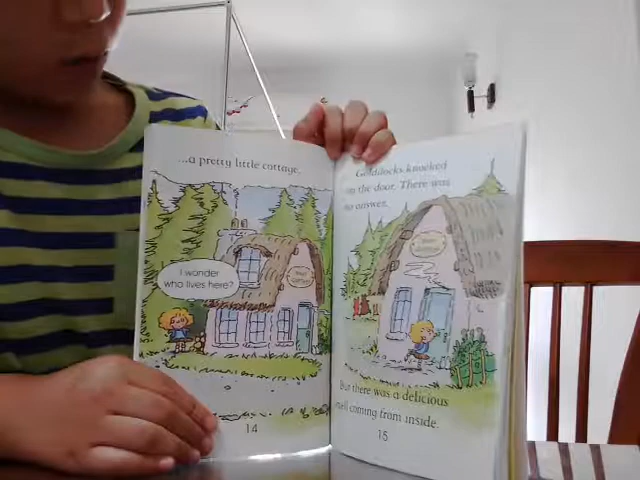 ...a pretty little cottage.
I wonder
who lives here?
14
Goldilocks knocked
on the door. There was
no answer.
But there was a delicious
smell coming from inside.
15